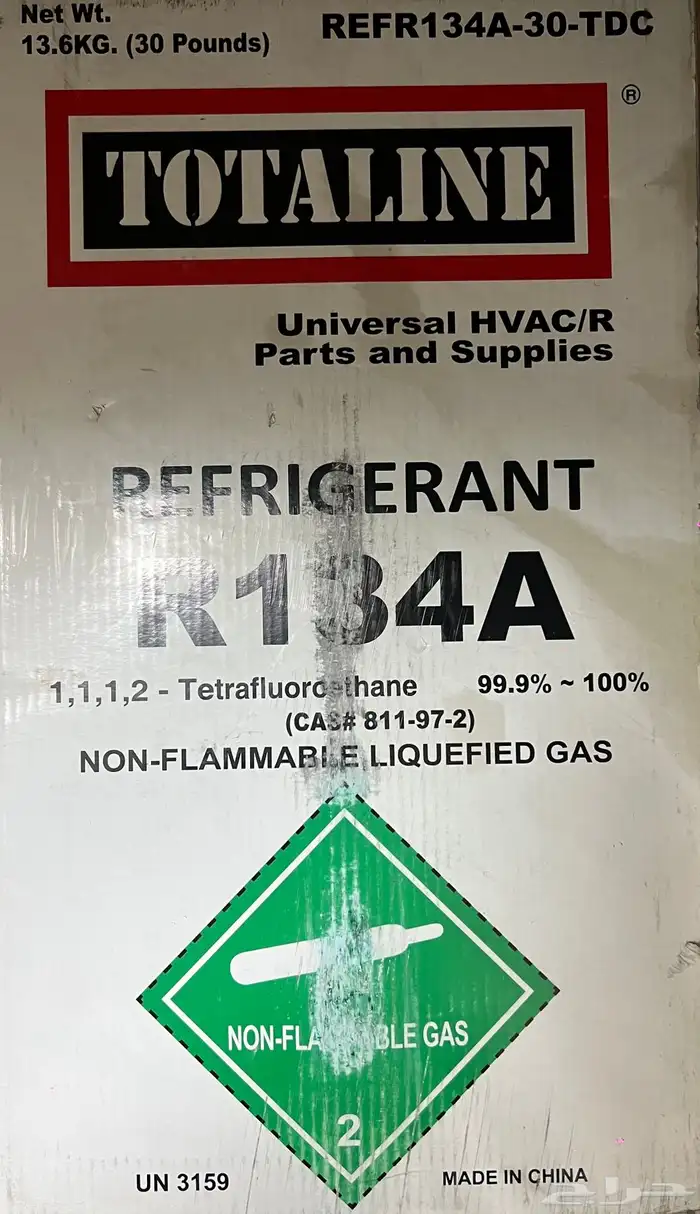 Net Wt.
13.6KG. (30 Pounds)
REFR134A-30-TDC
TOTALINE ®
Universal HVAC/R
Parts and Supplies
REFRIGERANT
R134A
1,1,1,2 - Tetrafluoroethane 99.9% ~ 100%
(CAS# 811-97-2)
NON-FLAMMABLE LIQUEFIED GAS
NON-FLAMMABLE GAS
2
UN 3159
MADE IN CHINA
حراج